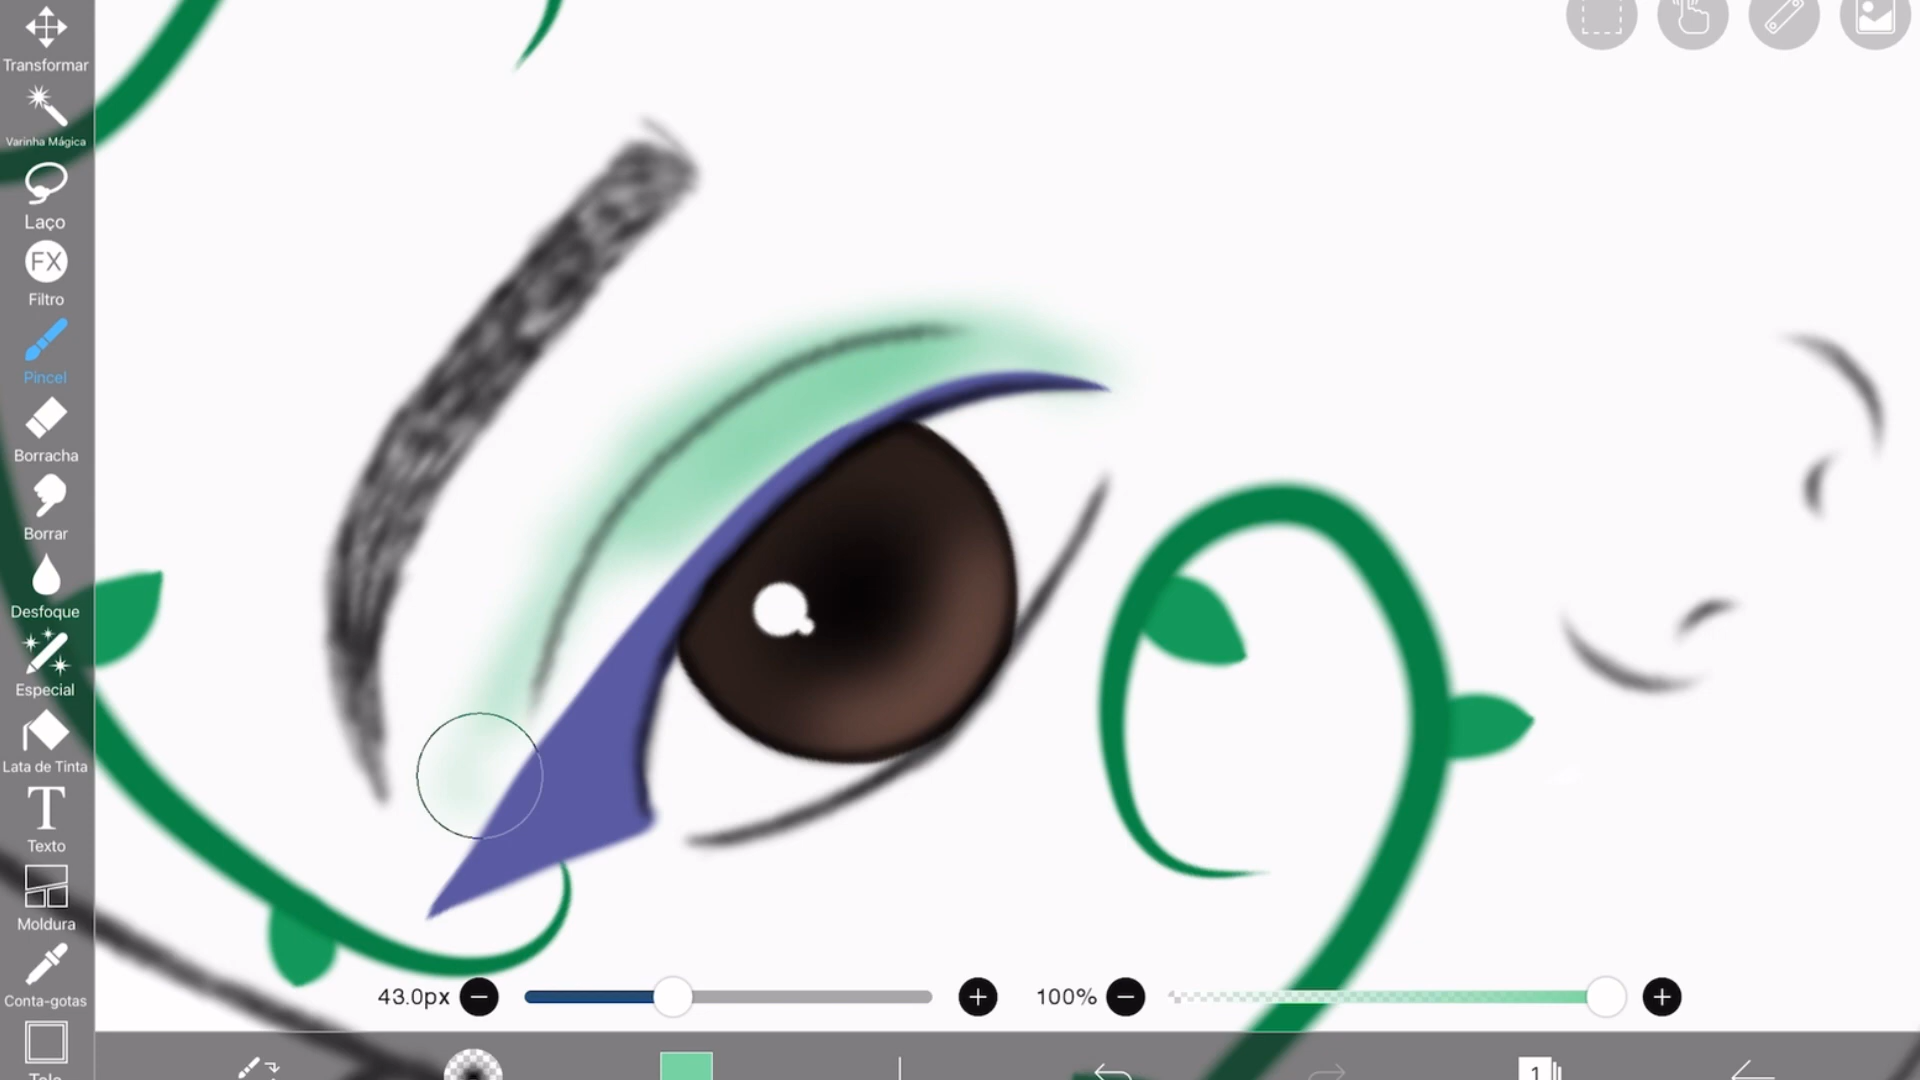 Transformar
Varinha Mágica
Laço
FX
Filtro
Pincel
Borracha
Borrar
Desfoque
Especial
Lata de Tinta
T
Texto
Moldura
Conta-gotas
43.0px
100%
1